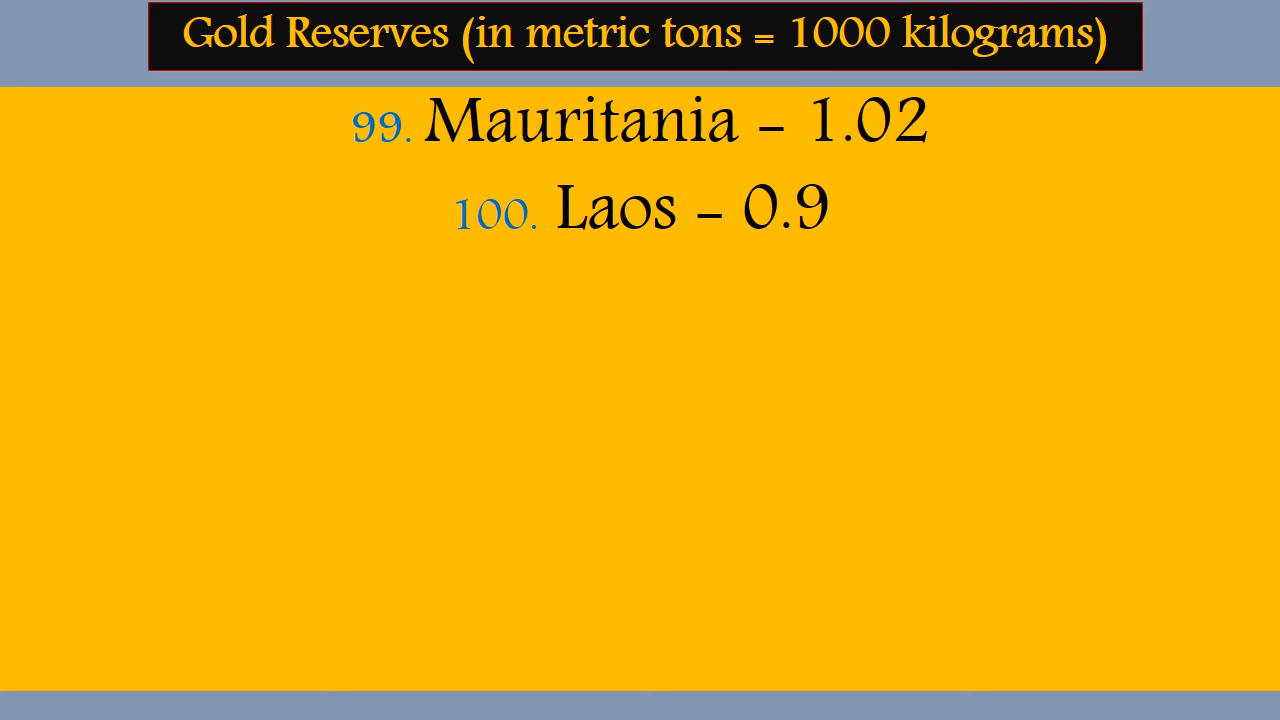 Gold Reserves (in metric tons = 1000 kilograms)
99. Mauritania – 1.02
100. Laos – 0.9